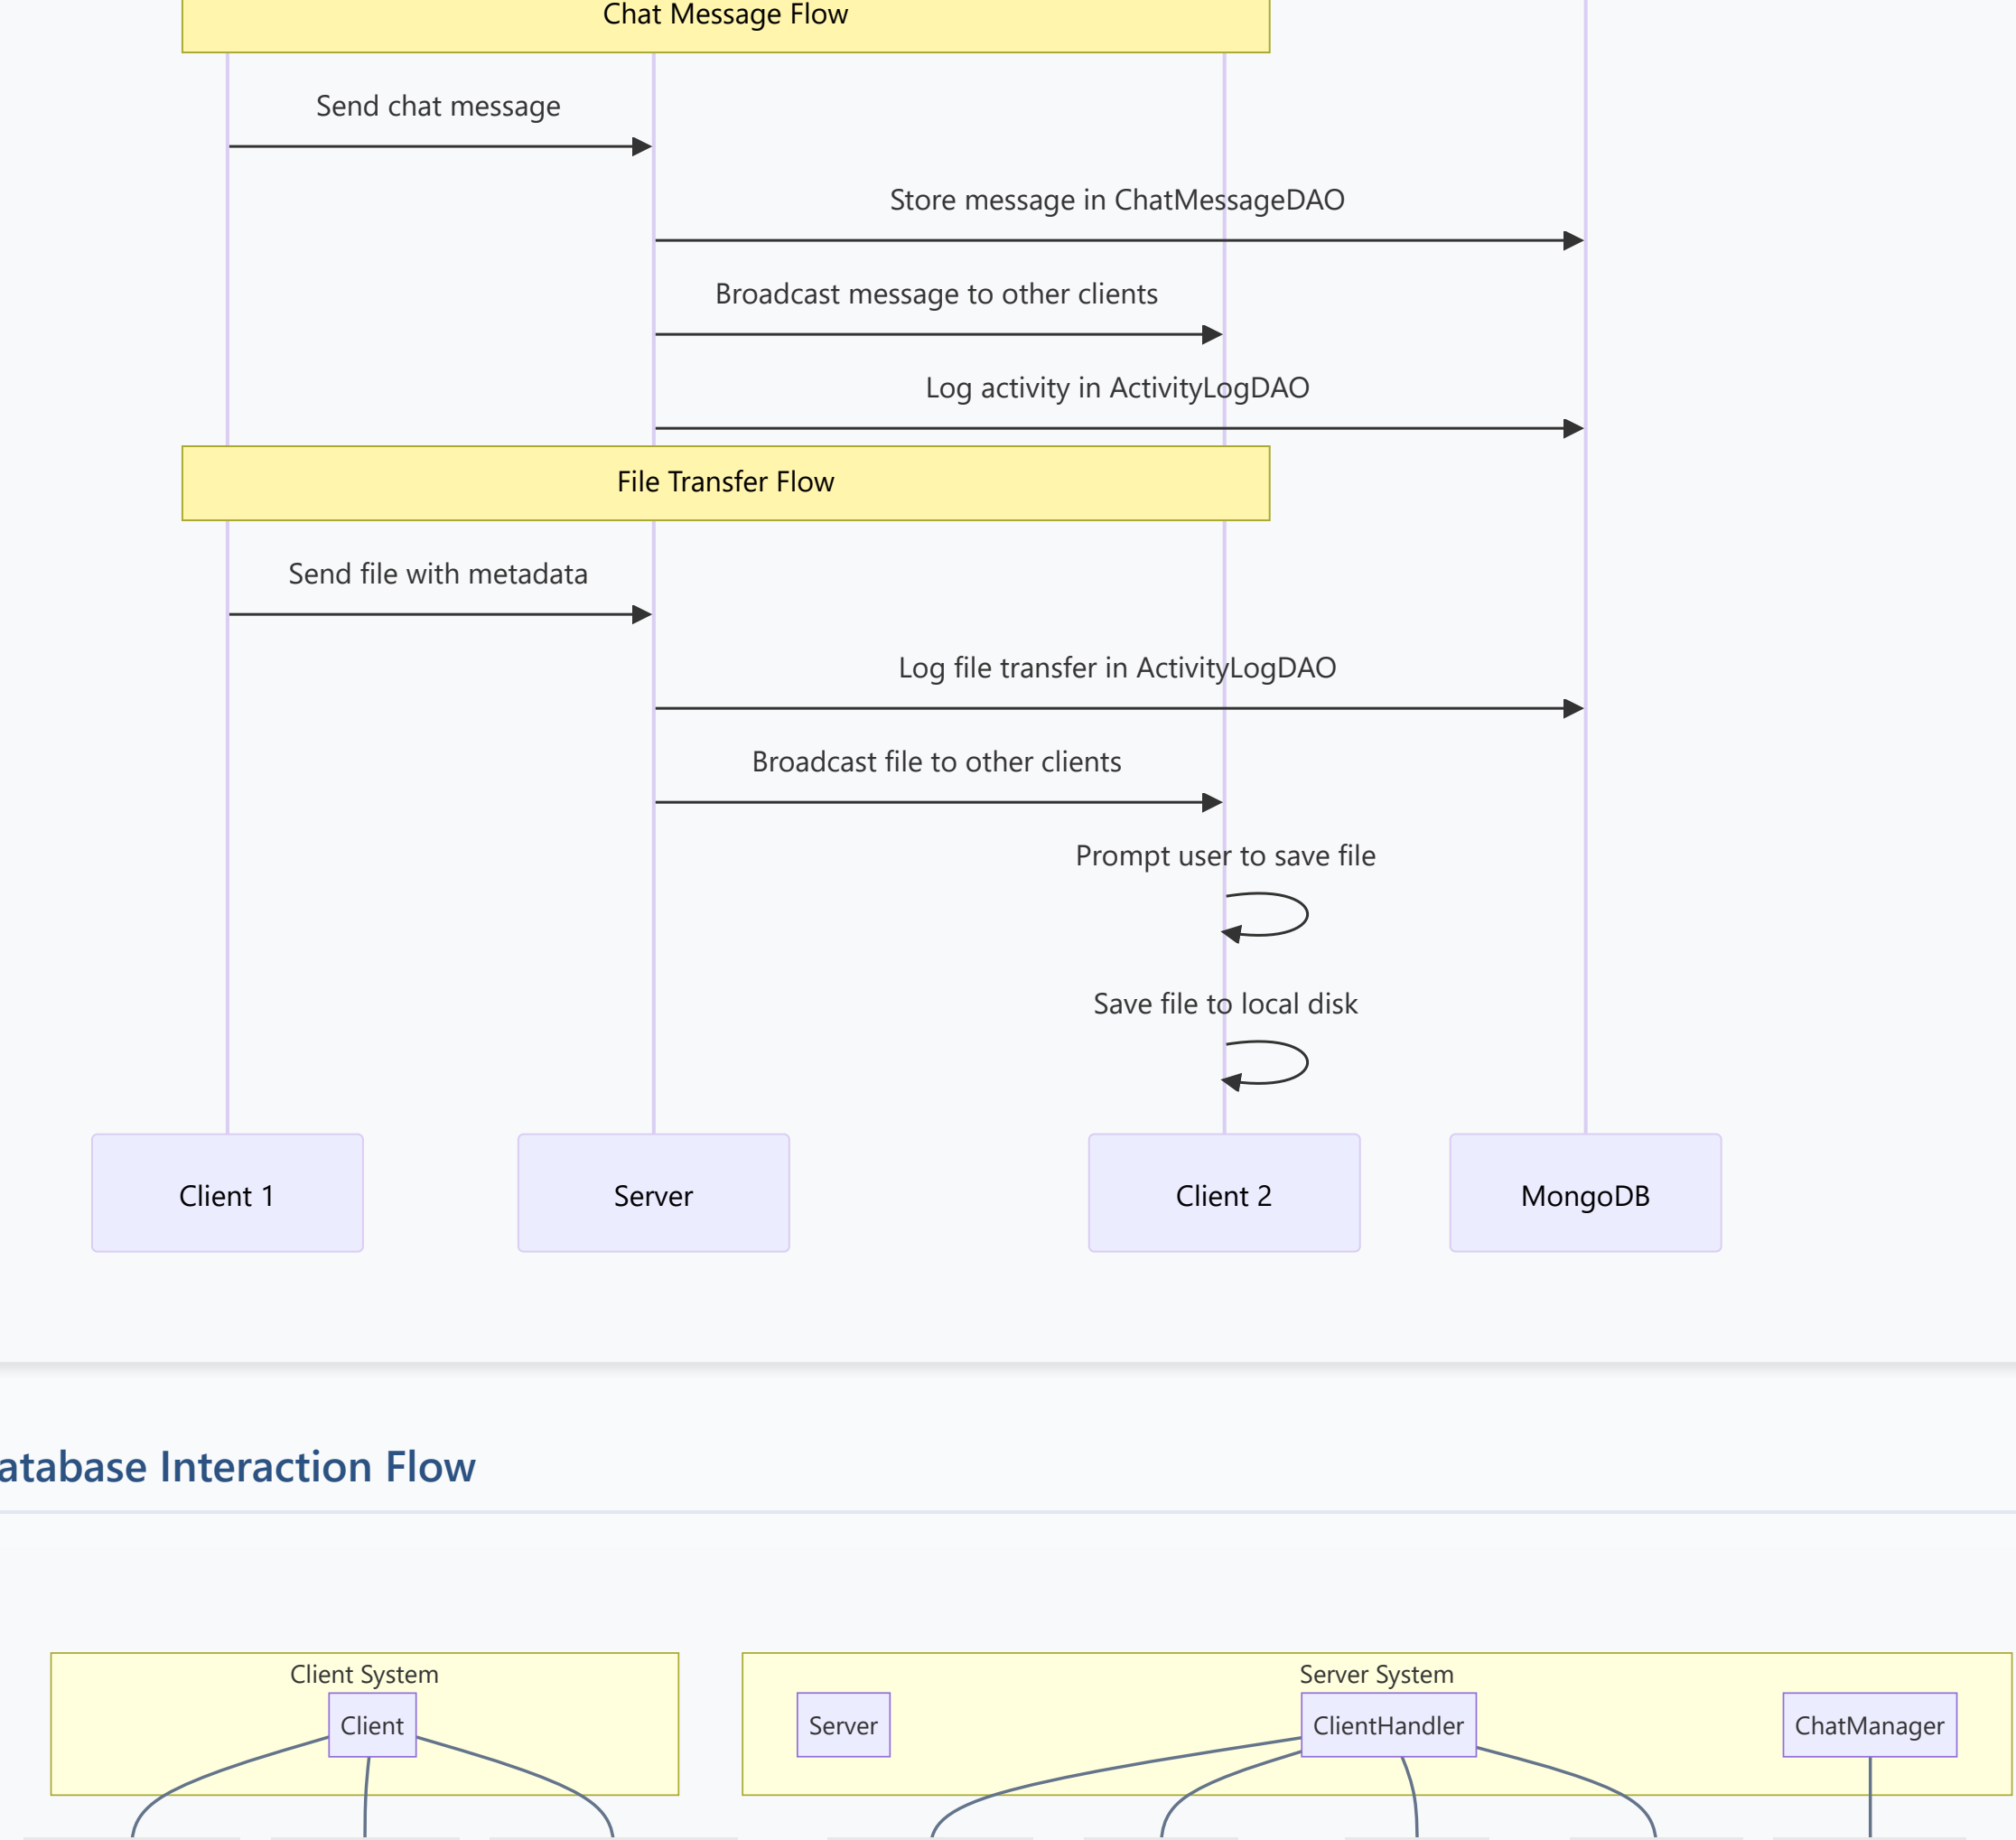 Chat Message Flow
Send chat message
Store message in ChatMessageDAO
Broadcast message to other clients
Log activity in ActivityLogDAO
File Transfer Flow
Send file with metadata
Log file transfer in ActivityLogDAO
Broadcast file to other clients
Prompt user to save file
Save file to local disk
Client 1
Server
Client 2
MongoDB
atabase Interaction Flow
Client System
Server System
Client
Server
ClientHandler
ChatManager